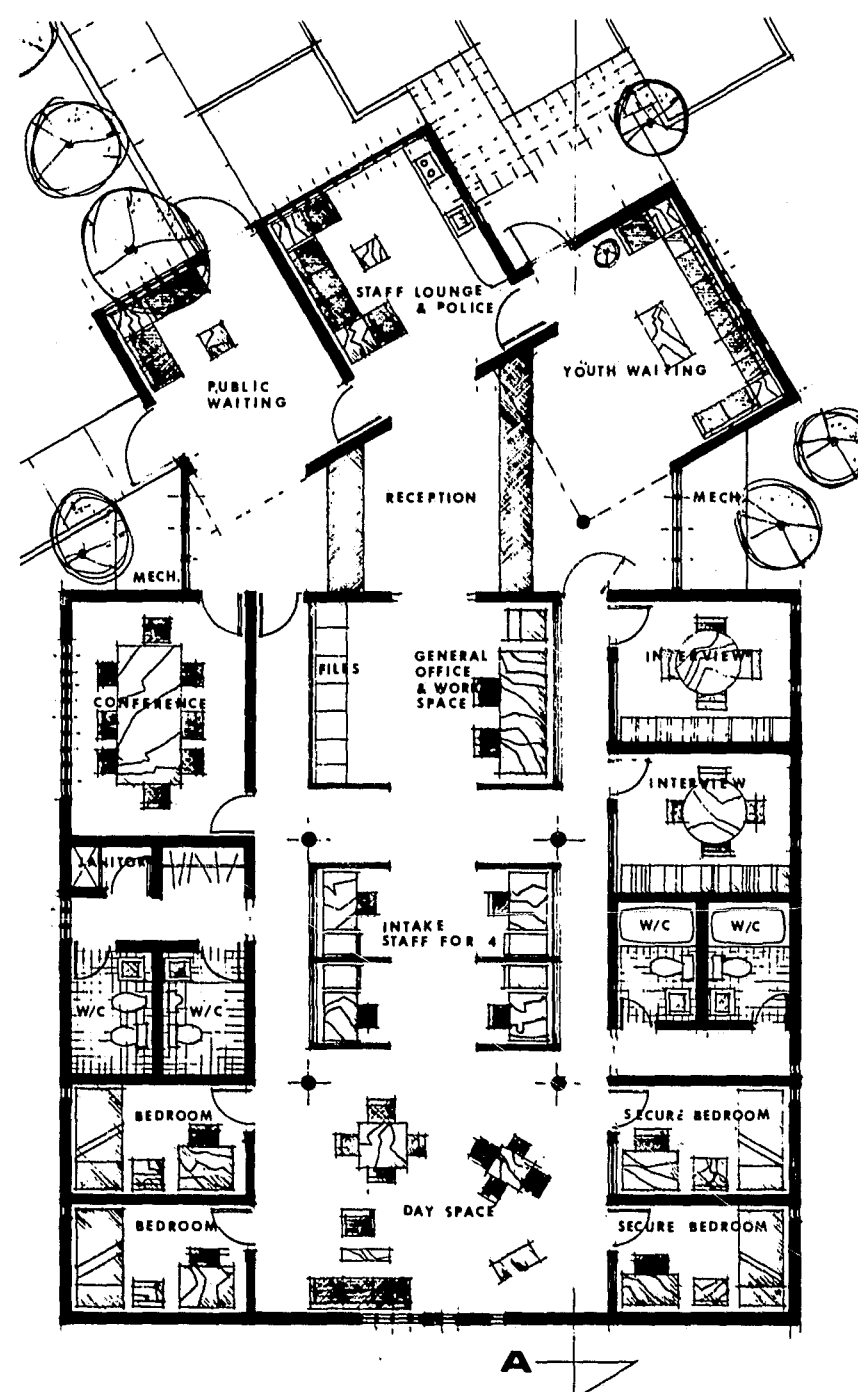 STAFF LOUNGE
& POLICE
YOUTH WAITING
PUBLIC
WAITING
RECEPTION
MECH.
MECH.
CONFERENCE
FILES
GENERAL
OFFICE
& WORK
SPACE
INTERVIEW
INTERVIEW
JANITOR
INTAKE
STAFF FOR 4
W/C
W/C
W/C
W/C
BEDROOM
SECURE BEDROOM
DAY SPACE
BEDROOM
SECURE BEDROOM
A